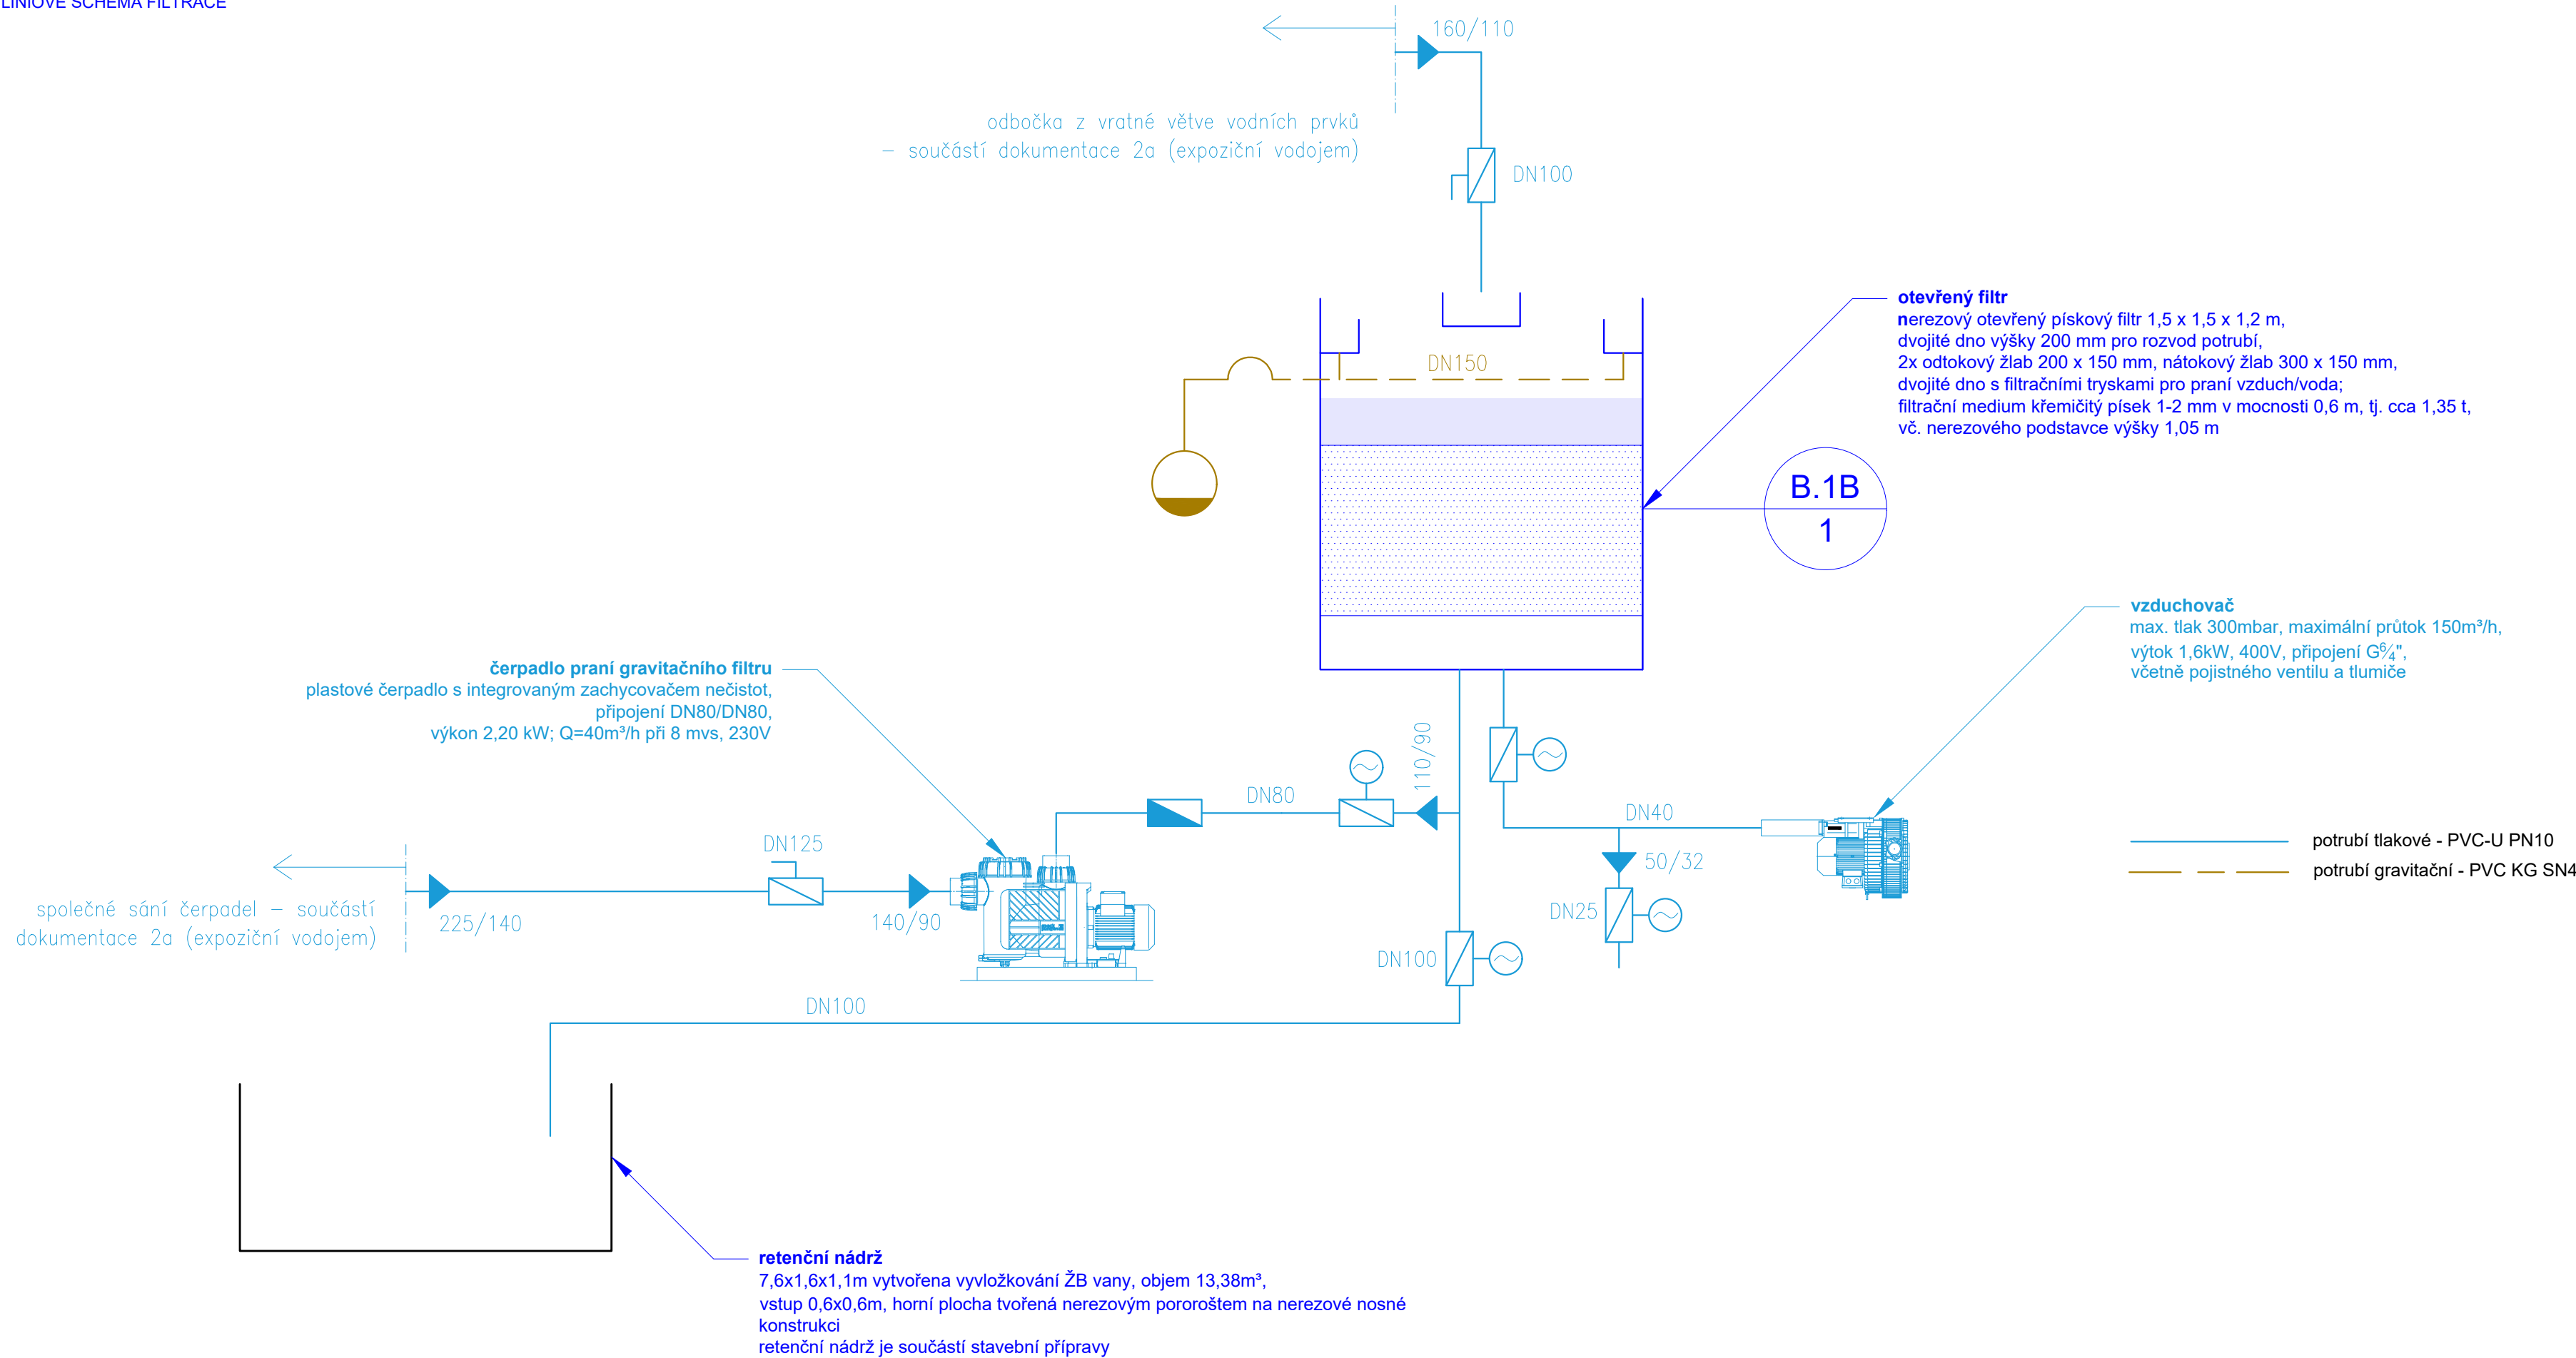 LINIOVÉ SCHÉMA FILTRACE
160/110
odbočka z vratné větve vodních prvků
– součástí dokumentace 2a (expoziční vodojem)
DN100
otevřený filtr
nerezový otevřený pískový filtr 1,5 x 1,5 x 1,2 m,
dvojité dno výšky 200 mm pro rozvod potrubí,
2x odtokový žlab 200 x 150 mm, nátokový žlab 300 x 150 mm,
dvojité dno s filtračními tryskami pro praní vzduch/voda;
filtrační medium křemičitý písek 1-2 mm v mocnosti 0,6 m, tj. cca 1,35 t,
vč. nerezového podstavce výšky 1,05 m
DN150
B.1B
1
vzduchovač
max. tlak 300mbar, maximální průtok 150m³/h,
výtok 1,6kW, 400V, připojení G6⁄4",
včetně pojistného ventilu a tlumiče
čerpadlo praní gravitačního filtru
plastové čerpadlo s integrovaným zachycovačem nečistot,
připojení DN80/DN80,
výkon 2,20 kW; Q=40m³/h při 8 mvs, 230V
110/90
DN80
DN40
DN125
50/32
potrubí tlakové - PVC-U PN10
potrubí gravitační - PVC KG SN4
společné sání čerpadel – součástí
dokumentace 2a (expoziční vodojem)
225/140
140/90
DN25
DN100
DN100
retenční nádrž
7,6x1,6x1,1m vytvořena vyvložkování ŽB vany, objem 13,38m³,
vstup 0,6x0,6m, horní plocha tvořená nerezovým pororoštem na nerezové nosné
konstrukci
retenční nádrž je součástí stavební přípravy